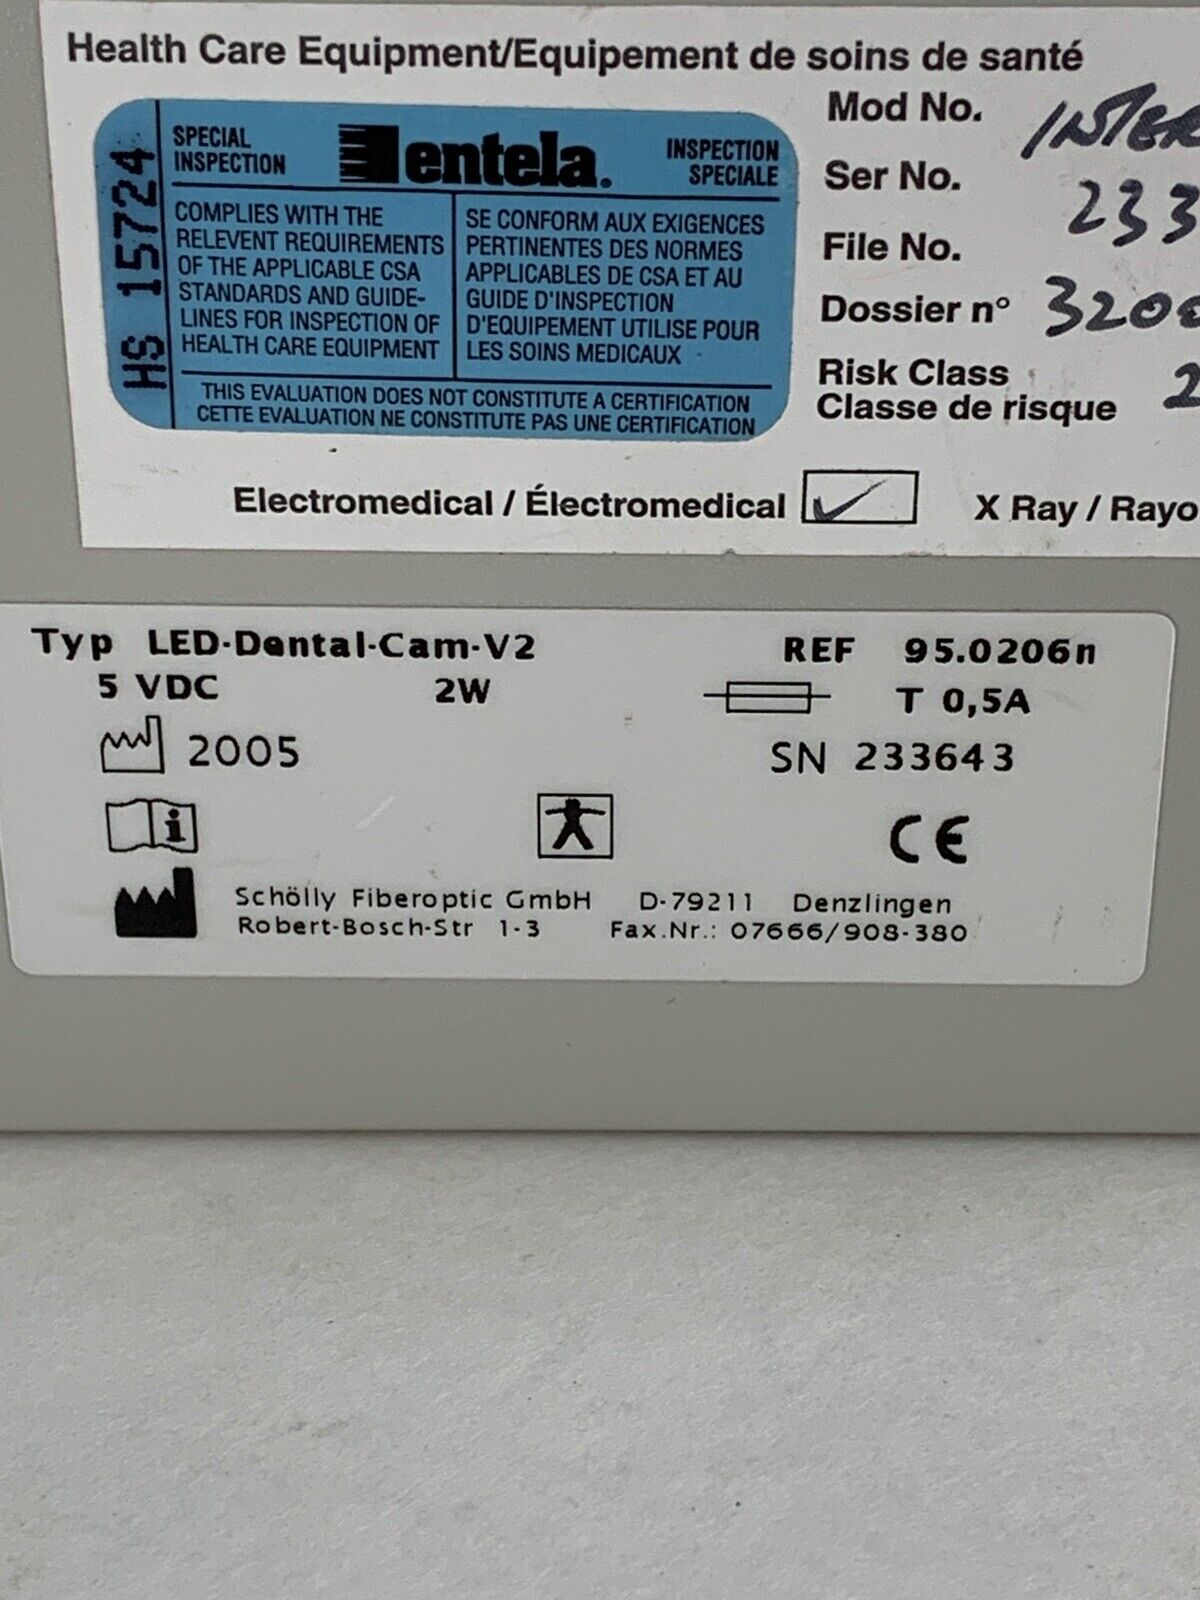 Health Care Equipment/Equipement de soins de santé
HS 15724
SPECIAL
INSPECTION
entela.
INSPECTION
SPECIALE
COMPLIES WITH THE
RELEVENT REQUIREMENTS
OF THE APPLICABLE CSA
STANDARDS AND GUIDE-
LINES FOR INSPECTION OF
HEALTH CARE EQUIPMENT
SE CONFORM AUX EXIGENCES
PERTINENTES DES NORMES
APPLICABLES DE CSA ET AU
GUIDE D'INSPECTION
D'EQUIPEMENT UTILISE POUR
LES SOINS MEDICAUX
THIS EVALUATION DOES NOT CONSTITUTE A CERTIFICATION
CETTE EVALUATION NE CONSTITUTE PAS UNE CERTIFICATION
Mod No.
Ser No.
File No.
Dossier n°
Risk Class
Classe de risque 2
Electromedical / Électromedical X Ray /
Typ LED-Dental-Cam-V2 REF 95.0206n
5 VDC 2W T 0,5A
2005 SN 233643
i
CE
Schölly Fiberoptic GmbH D-79211 Denzlingen
Robert-Bosch-Str 1-3 Fax.Nr.: 07666/908-380